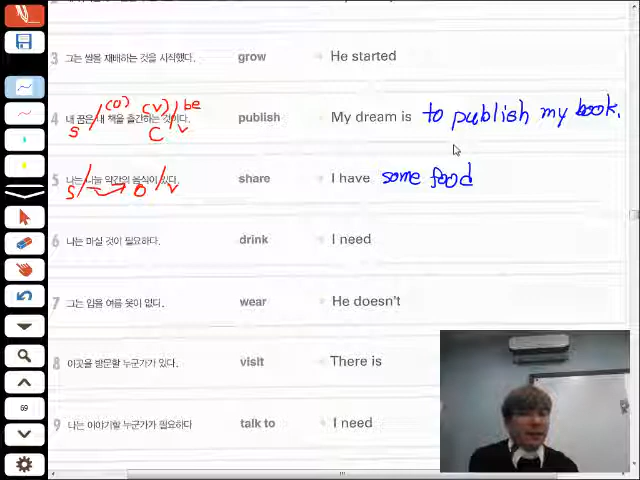 3 그는 쌀을 재배하는 것을 시작했다. grow He started
(O) (V) be
4 내 꿈은 내 책을 출간하는 것이다. publish My dream is to publish my book.
S C V
5 나는 나눌 약간의 음식이 있다. share I have some food
S O V
6 나는 마실 것이 필요하다. drink I need
7 그는 입을 여름 옷이 없다. wear He doesn't
8 이곳을 방문할 누군가가 있다. visit There is
9 나는 이야기할 누군가가 필요하다 talk to I need
69